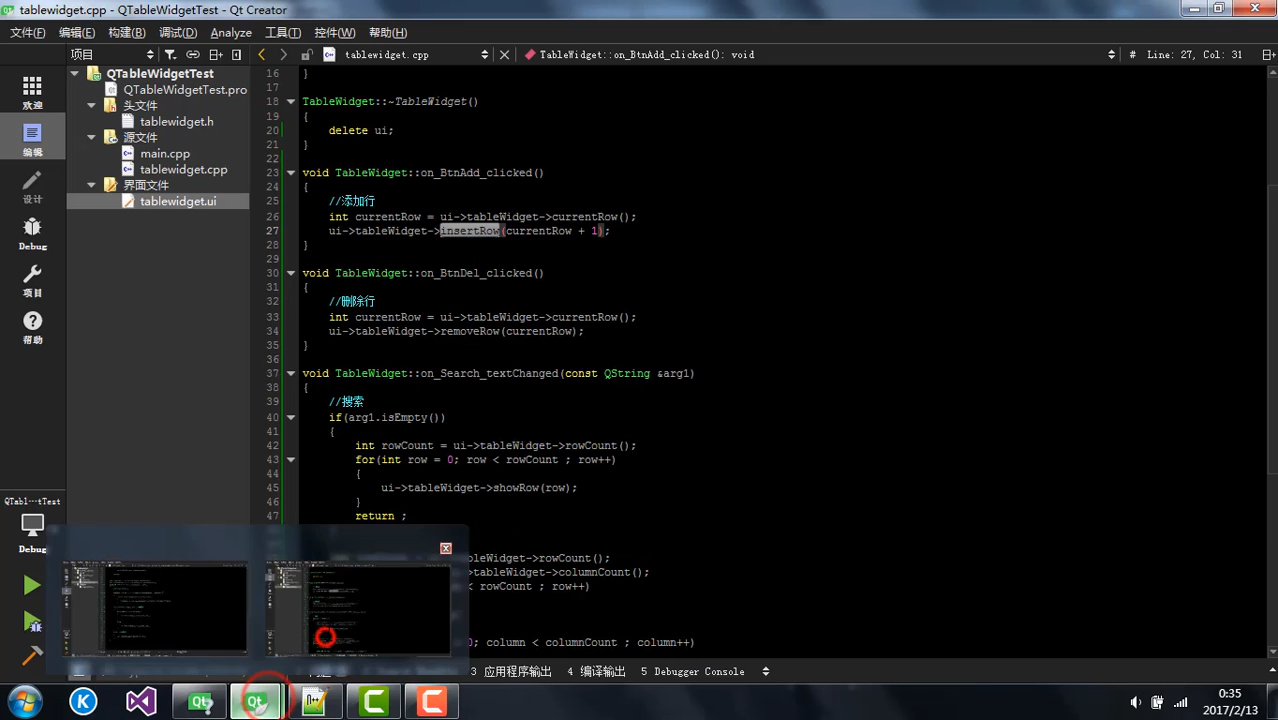 tablewidget.cpp - QTableWidgetTest - Qt Creator
文件(F) 编辑(E) 构建(B) 调试(D) Analyze 工具(T) 控件(W) 帮助(H)
项目 tablewidget.cpp TableWidget::on_BtnAdd_clicked(): void # Line: 27, Col: 31
QTableWidgetTest
QTableWidgetTest.pro
头文件
tablewidget.h
源文件
main.cpp
tablewidget.cpp
界面文件
tablewidget.ui
欢迎
编辑
设计
Debug
项目
帮助
QTabl···tTest
Debug
16 }
17
18 TableWidget::~TableWidget()
19 {
20 delete ui;
21 }
22
23 void TableWidget::on_BtnAdd_clicked()
24 {
25 //添加行
26 int currentRow = ui->tableWidget->currentRow();
27 ui->tableWidget->insertRow(currentRow + 1);
28 }
29
30 void TableWidget::on_BtnDel_clicked()
31 {
32 //删除行
33 int currentRow = ui->tableWidget->currentRow();
34 ui->tableWidget->removeRow(currentRow);
35 }
36
37 void TableWidget::on_Search_textChanged(const QString &arg1)
38 {
39 //搜索
40 if(arg1.isEmpty())
41 {
42 int rowCount = ui->tableWidget->rowCount();
43 for(int row = 0; row < rowCount ; row++)
44 {
45 ui->tableWidget->showRow(row);
46 }
47 return ;
leWidget->rowCount();
ableWidget->columnCount();
rowCount ; row++)
0; column < columnCount ; column++)
3 应用程序输出 4 编译输出 5 Debugger Console
0:35
2017/2/13